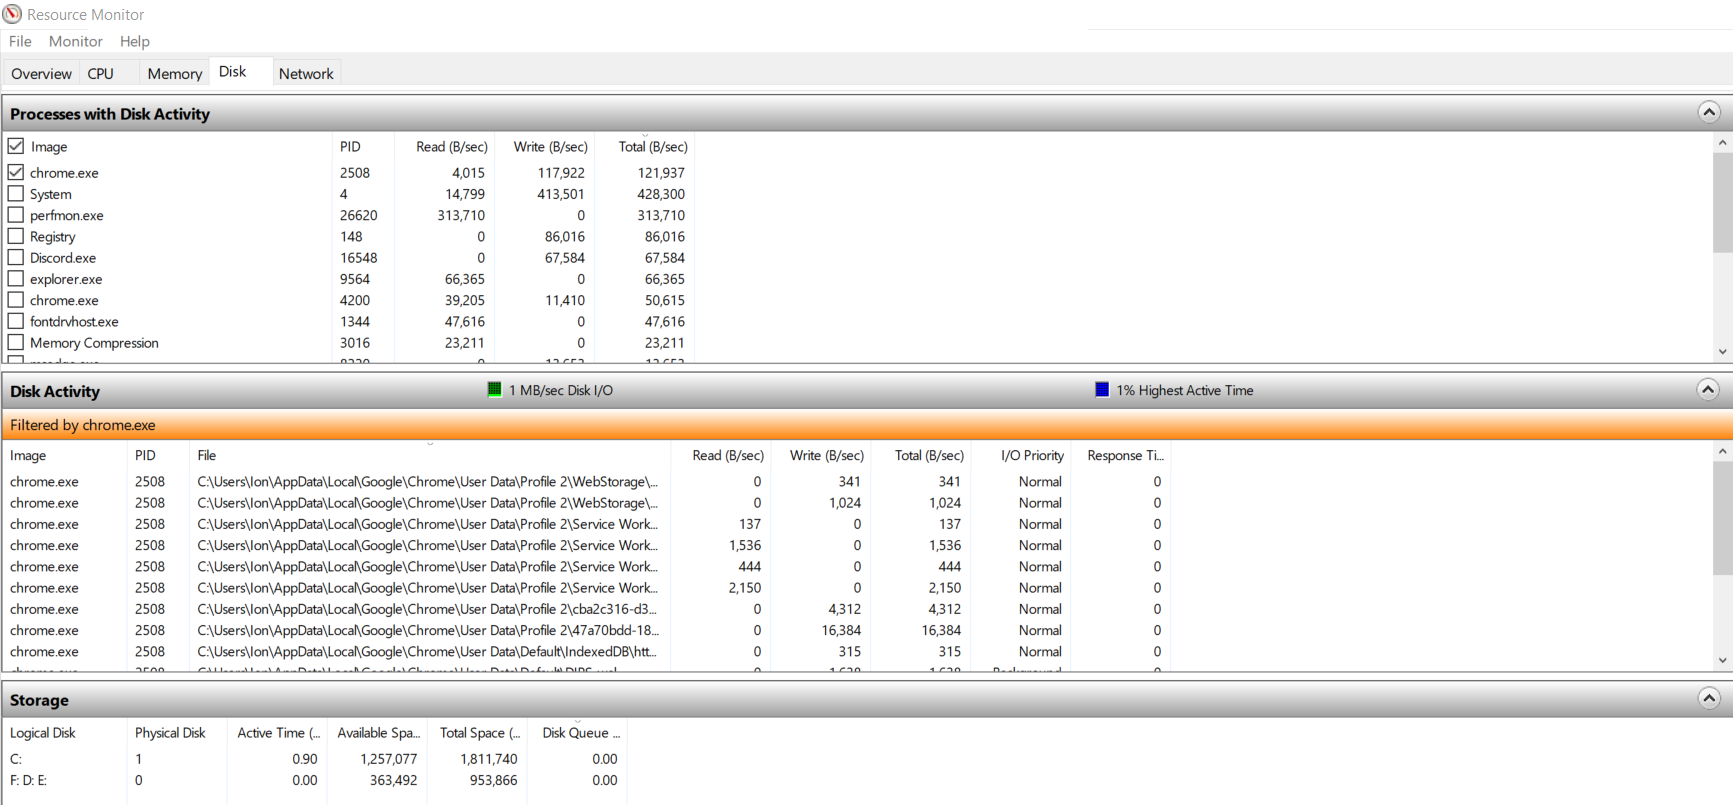 Resource Monitor
File Monitor Help
Overview CPU Memory Disk Network
Processes with Disk Activity
Image PID Read (B/sec) Write (B/sec) Total (B/sec)
chrome.exe 2508 4,015 117,922 121,937
System 4 14,799 413,501 428,300
perfmon.exe 26620 313,710 0 313,710
Registry 148 0 86,016 86,016
Discord.exe 16548 0 67,584 67,584
explorer.exe 9564 66,365 0 66,365
chrome.exe 4200 39,205 11,410 50,615
fontdrvhost.exe 1344 47,616 0 47,616
Memory Compression 3016 23,211 0 23,211
Disk Activity 1 MB/sec Disk I/O 1% Highest Active Time
Filtered by chrome.exe
Image PID File Read (B/sec) Write (B/sec) Total (B/sec) I/O Priority Response Ti...
chrome.exe 2508 C:\Users\Ion\AppData\Local\Google\Chrome\User Data\Profile 2\WebStorage\... 0 341 341 Normal 0
chrome.exe 2508 C:\Users\Ion\AppData\Local\Google\Chrome\User Data\Profile 2\WebStorage\... 0 1,024 1,024 Normal 0
chrome.exe 2508 C:\Users\Ion\AppData\Local\Google\Chrome\User Data\Profile 2\Service Work... 137 0 137 Normal 0
chrome.exe 2508 C:\Users\Ion\AppData\Local\Google\Chrome\User Data\Profile 2\Service Work... 1,536 0 1,536 Normal 0
chrome.exe 2508 C:\Users\Ion\AppData\Local\Google\Chrome\User Data\Profile 2\Service Work... 444 0 444 Normal 0
chrome.exe 2508 C:\Users\Ion\AppData\Local\Google\Chrome\User Data\Profile 2\Service Work... 2,150 0 2,150 Normal 0
chrome.exe 2508 C:\Users\Ion\AppData\Local\Google\Chrome\User Data\Profile 2\cba2c316-d3... 0 4,312 4,312 Normal 0
chrome.exe 2508 C:\Users\Ion\AppData\Local\Google\Chrome\User Data\Profile 2\47a70bdd-18... 0 16,384 16,384 Normal 0
chrome.exe 2508 C:\Users\Ion\AppData\Local\Google\Chrome\User Data\Default\IndexedDB\htt... 0 315 315 Normal 0
Storage
Logical Disk Physical Disk Active Time (... Available Spa... Total Space (... Disk Queue ...
C: 1 0.90 1,257,077 1,811,740 0.00
F: D: E: 0 0.00 363,492 953,866 0.00